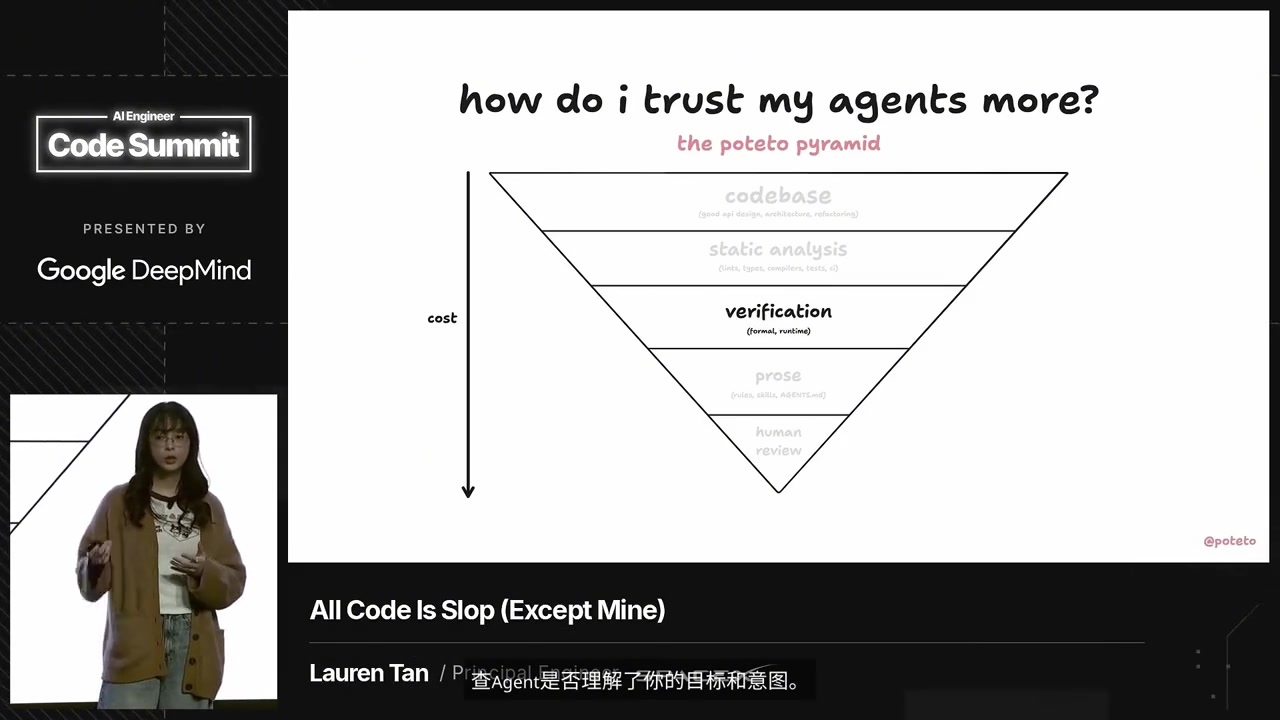 AI Engineer
Code Summit
PRESENTED BY
Google DeepMind
how do i trust my agents more?
the poteto pyramid
codebase
(good api design, architecture, refactoring)
static analysis
(lints, types, compilers, tests, ci)
verification
(formal, runtime)
cost
prose
(rules, skills, AGENTS.md)
human
review
@poteto
All Code Is Slop (Except Mine)
Lauren Tan / Principal Engineer
查Agent是否理解了你的目标和意图。